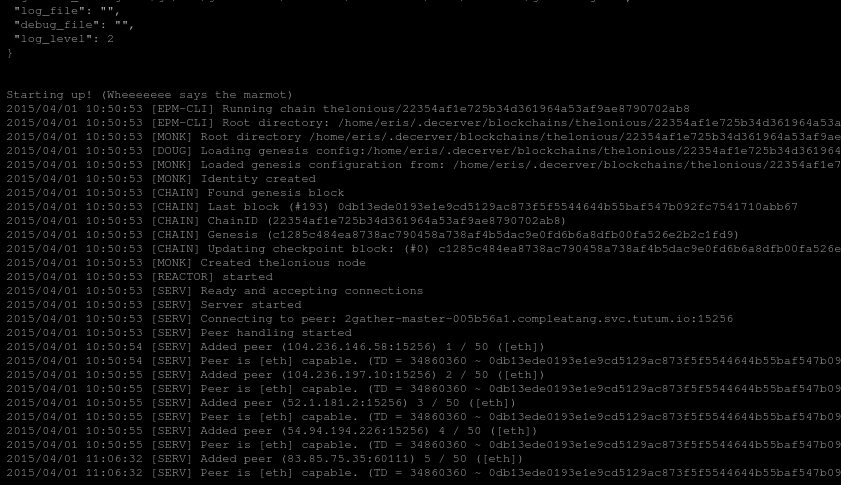 "log_file": "",
"debug_file": "",
"log_level": 2
}
Starting up! (Wheeeeeee says the marmot)
2015/04/01 10:50:53 [EPM-CLI] Running chain thelonious/22354af1e725b34d361964a53af9ae8790702ab8
2015/04/01 10:50:53 [EPM-CLI] Root directory: /home/eris/.decerver/blockchains/thelonious/22354af1e725b34d361964a53a
2015/04/01 10:50:53 [MONK] Root directory /home/eris/.decerver/blockchains/thelonious/22354af1e725b34d361964a53af9ae
2015/04/01 10:50:53 [DOUG] Loading genesis config:/home/eris/.decerver/blockchains/thelonious/22354af1e725b34d361964
2015/04/01 10:50:53 [MONK] Loaded genesis configuration from: /home/eris/.decerver/blockchains/thelonious/22354af1e7
2015/04/01 10:50:53 [MONK] Identity created
2015/04/01 10:50:53 [CHAIN] Found genesis block
2015/04/01 10:50:53 [CHAIN] Last block (#193) 0db13ede0193e1e9cd5129ac873f5f5544644b55baf547b092fc7541710abb67
2015/04/01 10:50:53 [CHAIN] ChainID (22354af1e725b34d361964a53af9ae8790702ab8)
2015/04/01 10:50:53 [CHAIN] Genesis (c1285c484ea8738ac790458a738af4b5dac9e0fd6b6a8dfb00fa526e2b2c1fd9)
2015/04/01 10:50:53 [CHAIN] Updating checkpoint block: (#0) c1285c484ea8738ac790458a738af4b5dac9e0fd6b6a8dfb00fa526e
2015/04/01 10:50:53 [MONK] Created thelonious node
2015/04/01 10:50:53 [REACTOR] started
2015/04/01 10:50:53 [SERV] Ready and accepting connections
2015/04/01 10:50:53 [SERV] Server started
2015/04/01 10:50:53 [SERV] Connecting to peer: 2gather-master-005b56a1.compleatang.svc.tutum.io:15256
2015/04/01 10:50:53 [SERV] Peer handling started
2015/04/01 10:50:54 [SERV] Added peer (104.236.146.58:15256) 1 / 50 ([eth])
2015/04/01 10:50:54 [SERV] Peer is [eth] capable. (TD = 34860360 ~ 0db13ede0193e1e9cd5129ac873f5f5544644b55baf547b09
2015/04/01 10:50:55 [SERV] Added peer (104.236.197.10:15256) 2 / 50 ([eth])
2015/04/01 10:50:55 [SERV] Peer is [eth] capable. (TD = 34860360 ~ 0db13ede0193e1e9cd5129ac873f5f5544644b55baf547b09
2015/04/01 10:50:55 [SERV] Added peer (52.1.181.2:15256) 3 / 50 ([eth])
2015/04/01 10:50:55 [SERV] Peer is [eth] capable. (TD = 34860360 ~ 0db13ede0193e1e9cd5129ac873f5f5544644b55baf547b09
2015/04/01 10:50:55 [SERV] Added peer (54.94.194.226:15256) 4 / 50 ([eth])
2015/04/01 10:50:55 [SERV] Peer is [eth] capable. (TD = 34860360 ~ 0db13ede0193e1e9cd5129ac873f5f5544644b55baf547b09
2015/04/01 11:06:32 [SERV] Added peer (83.85.75.35:60111) 5 / 50 ([eth])
2015/04/01 11:06:32 [SERV] Peer is [eth] capable. (TD = 34860360 ~ 0db13ede0193e1e9cd5129ac873f5f5544644b55baf547b09